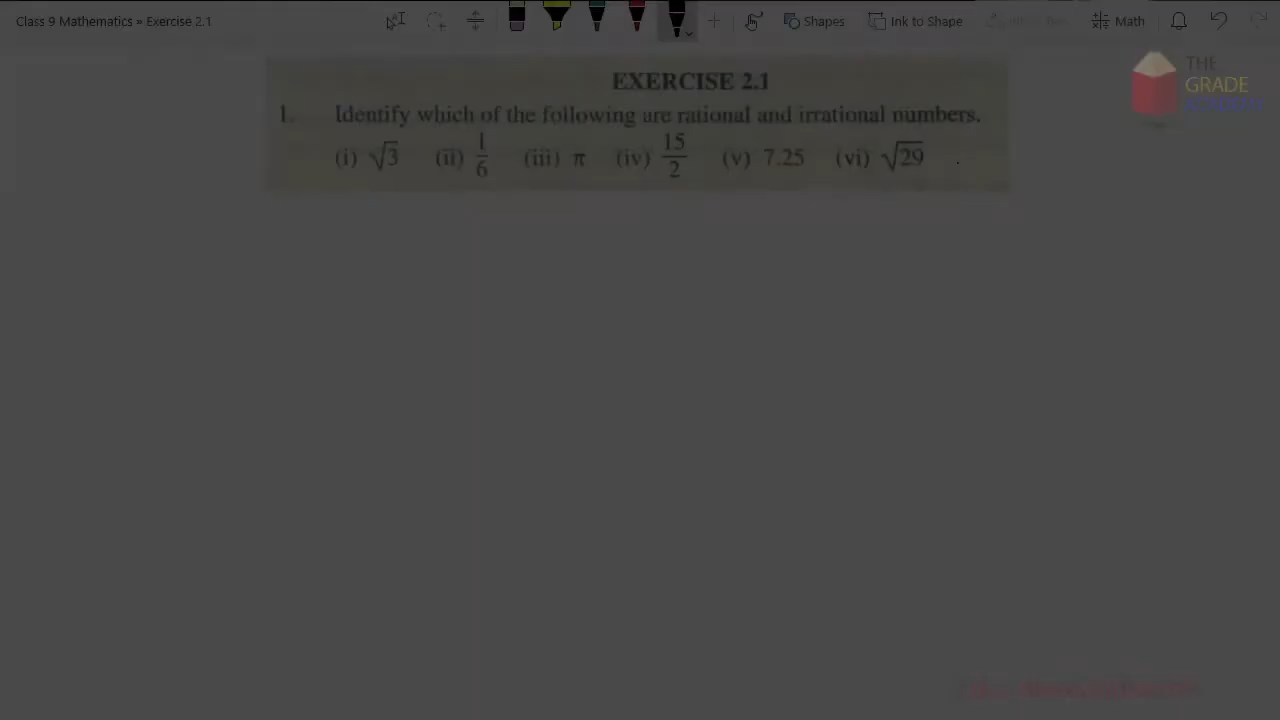 Class 9 Mathematics » Exercise 2.1
Shapes
Ink to Shape
Math
THE
GRADE
EXERCISE 2.1
1. Identify which of the following are rational and irrational numbers.
(i) √3 (ii) 1/6 (iii) π (iv) 15/2 (v) 7.25 (vi) √29